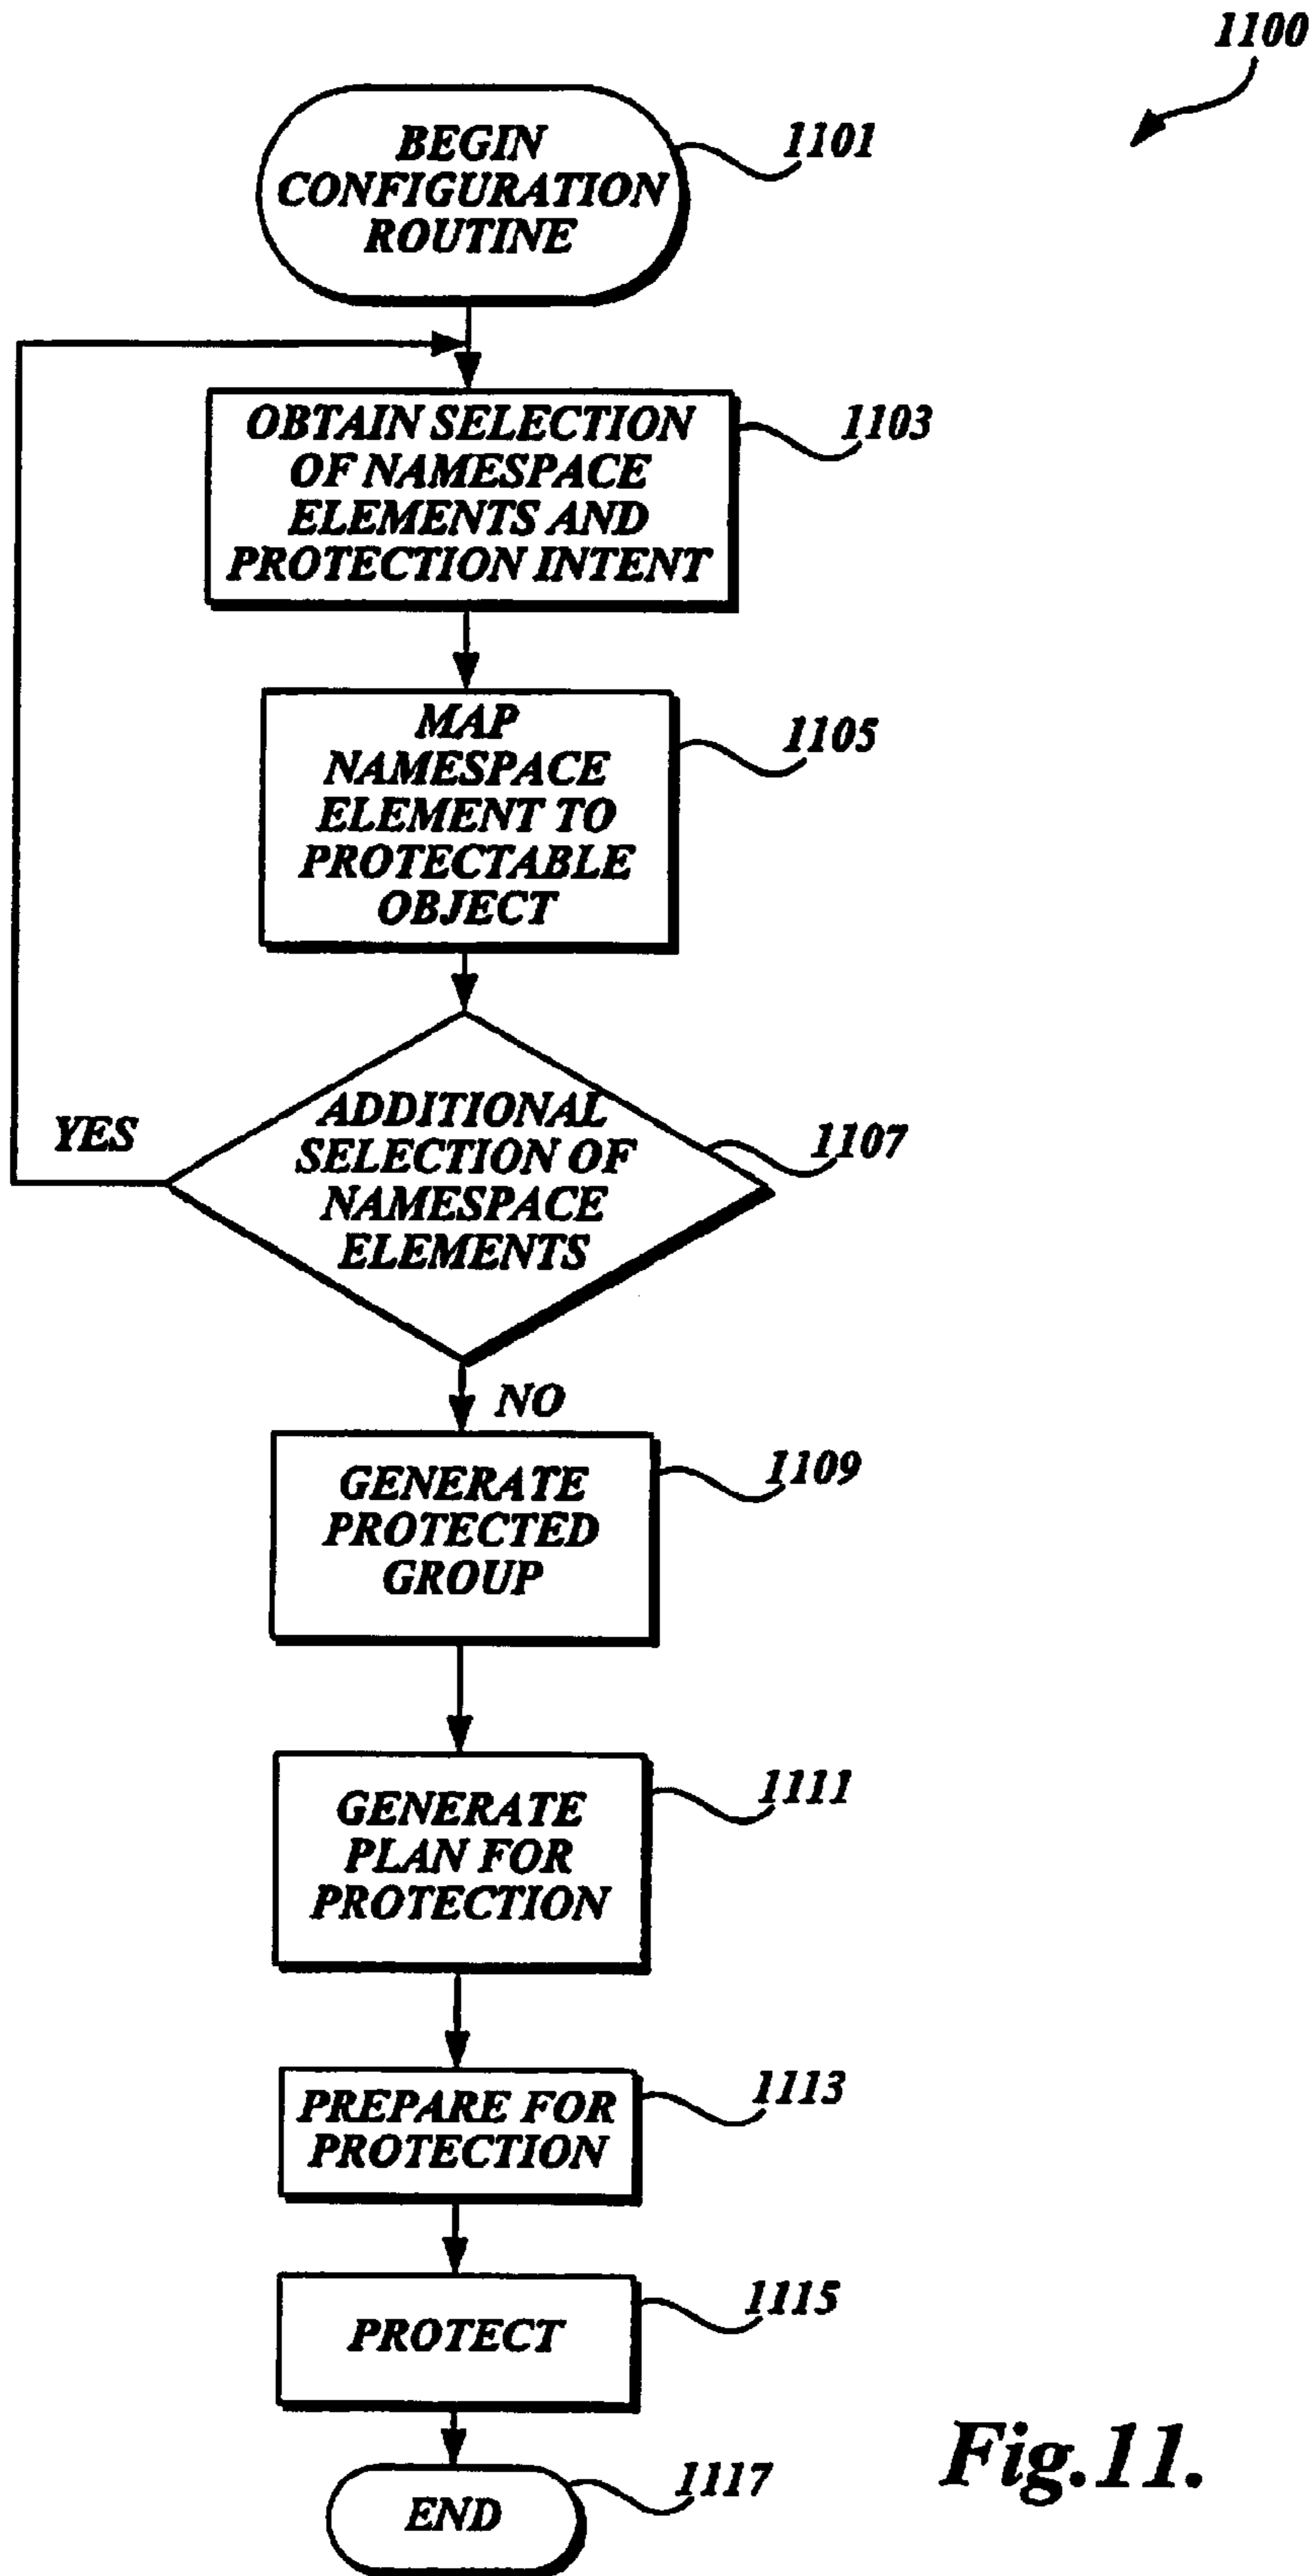 1100
BEGIN
CONFIGURATION
ROUTINE
1101
OBTAIN SELECTION
OF NAMESPACE
ELEMENTS AND
PROTECTION INTENT
1103
MAP
NAMESPACE
ELEMENT TO
PROTECTABLE
OBJECT
1105
ADDITIONAL
SELECTION OF
NAMESPACE
ELEMENTS
1107
YES
NO
GENERATE
PROTECTED
GROUP
1109
GENERATE
PLAN FOR
PROTECTION
1111
PREPARE FOR
PROTECTION
1113
PROTECT
1115
END
1117
Fig.11.